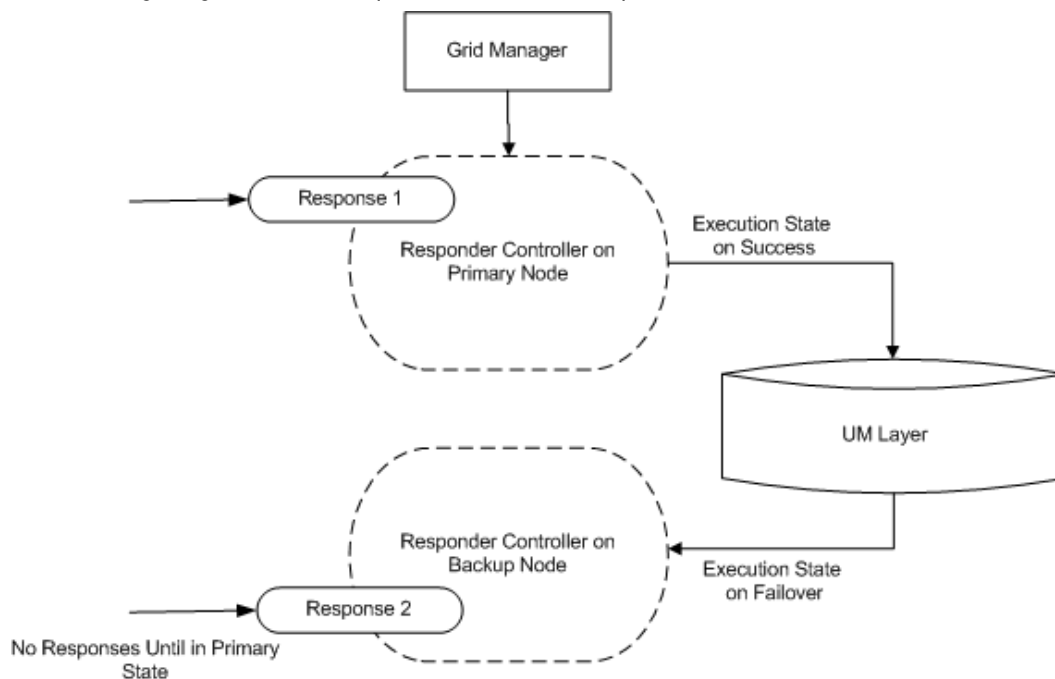 Grid Manager
Response 1
Responder Controller on
Primary Node
Execution State
on Success
UM Layer
Responder Controller on
Backup Node
Execution State
on Failover
Response 2
No Responses Until in Primary
State